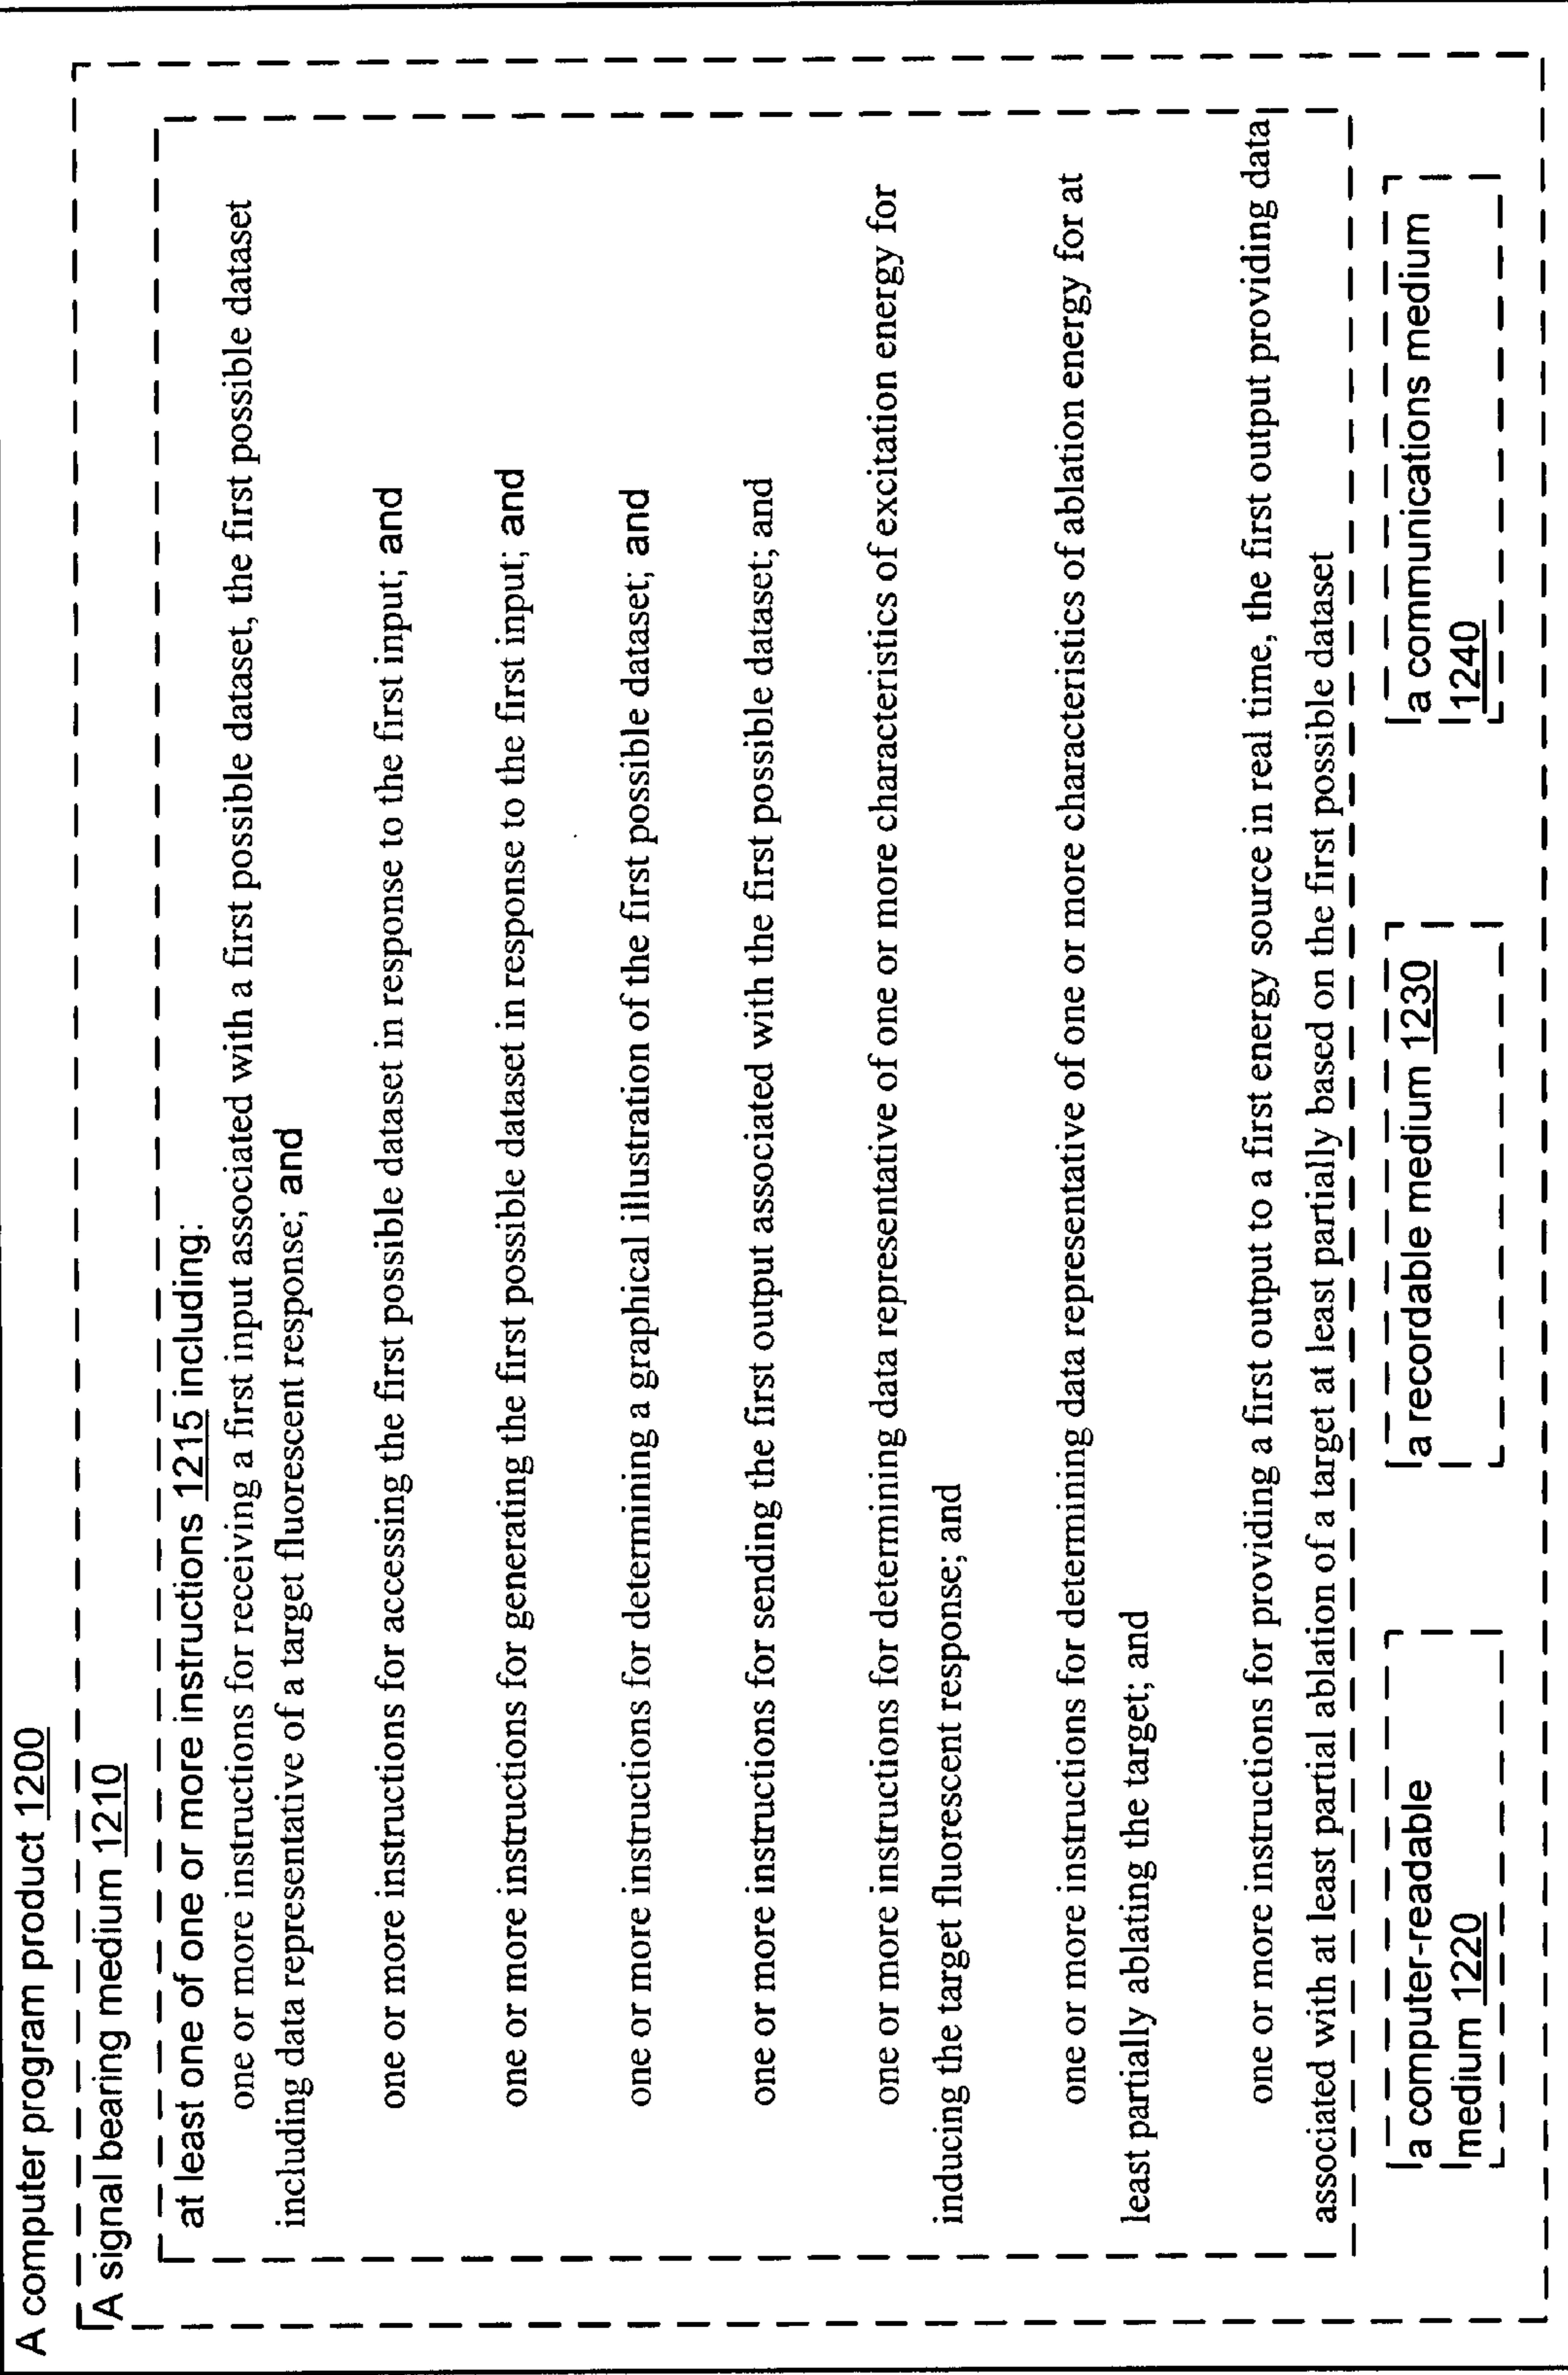 A computer program product 1200
A signal bearing medium 1210
at least one of one or more instructions 1215 including:
one or more instructions for receiving a first input associated with a first possible dataset, the first possible dataset
including data representative of a target fluorescent response; and
one or more instructions for accessing the first possible dataset in response to the first input; and
one or more instructions for generating the first possible dataset in response to the first input; and
one or more instructions for determining a graphical illustration of the first possible dataset; and
one or more instructions for sending the first output associated with the first possible dataset; and
one or more instructions for determining data representative of one or more characteristics of excitation energy for
inducing the target fluorescent response; and
one or more instructions for determining data representative of one or more characteristics of ablation energy for at
least partially ablating the target; and
one or more instructions for providing a first output to a first energy source in real time, the first output providing data
associated with at least partial ablation of a target at least partially based on the first possible dataset
a computer-readable
medium 1220
a recordable medium 1230
a communications medium
1240